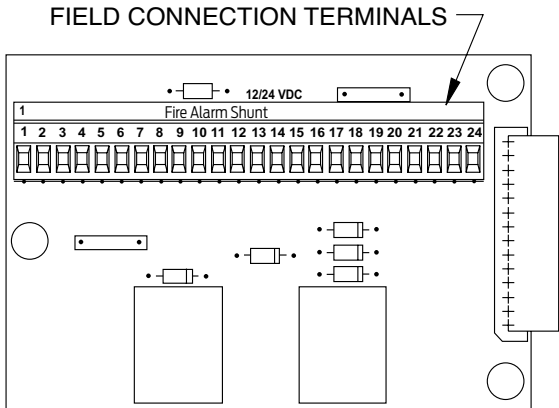 FIELD CONNECTION TERMINALS
12/24 VDC
1
Fire Alarm Shunt
1 2 3 4 5 6 7 8 9 10 11 12 13 14 15 16 17 18 19 20 21 22 23 24